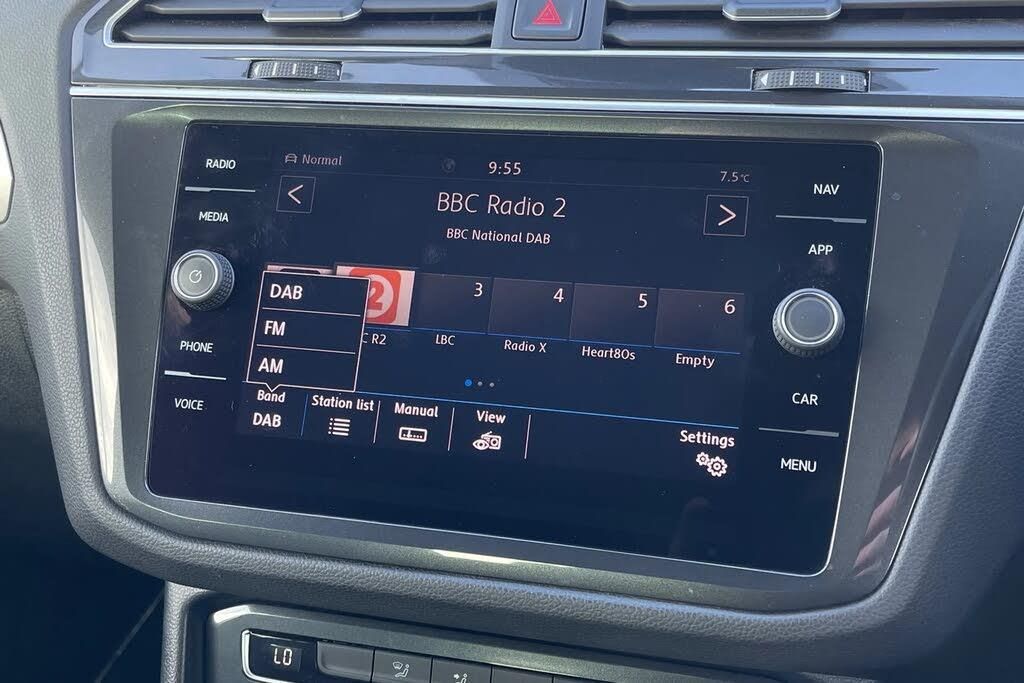 RADIO
MEDIA
PHONE
VOICE
Normal
9:55
7.5°C
<
BBC Radio 2
>
BBC National DAB
2
3
4
5
6
C R2
LBC
Radio X
Heart80s
Empty
DAB
FM
AM
Band
DAB
Station list
Manual
View
Settings
NAV
APP
CAR
MENU
LO